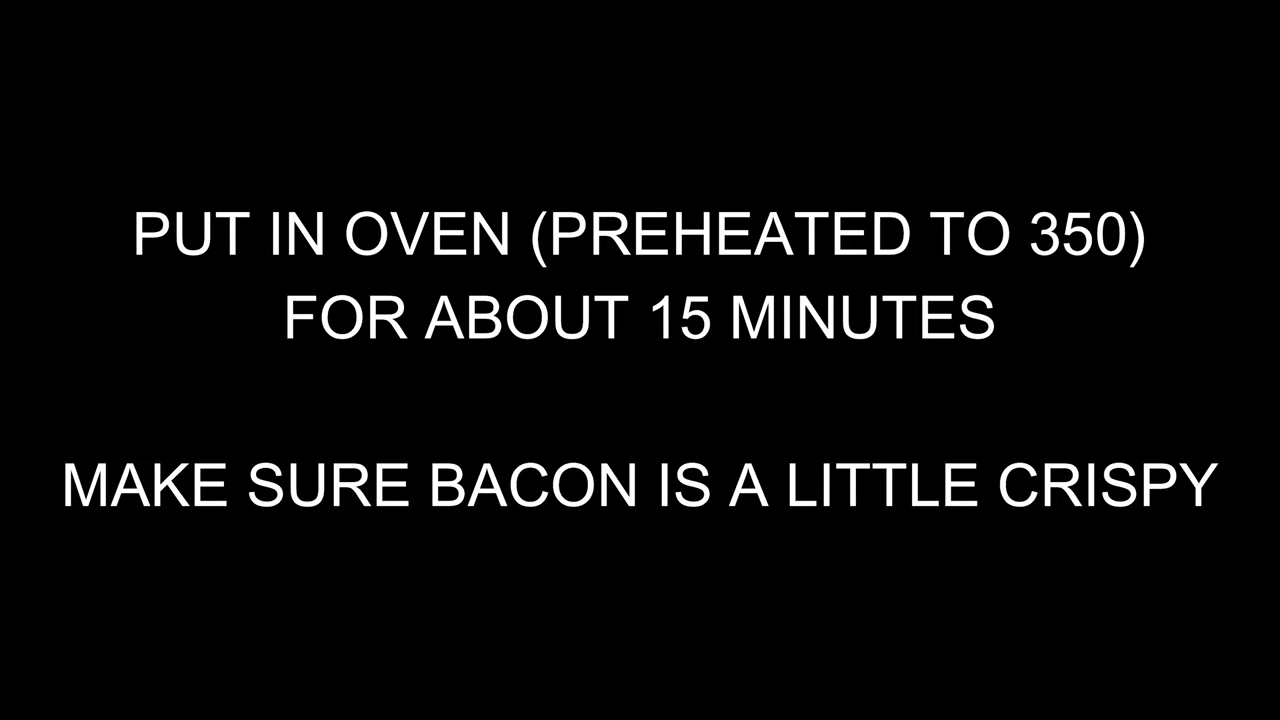 PUT IN OVEN (PREHEATED TO 350)
FOR ABOUT 15 MINUTES
MAKE SURE BACON IS A LITTLE CRISPY